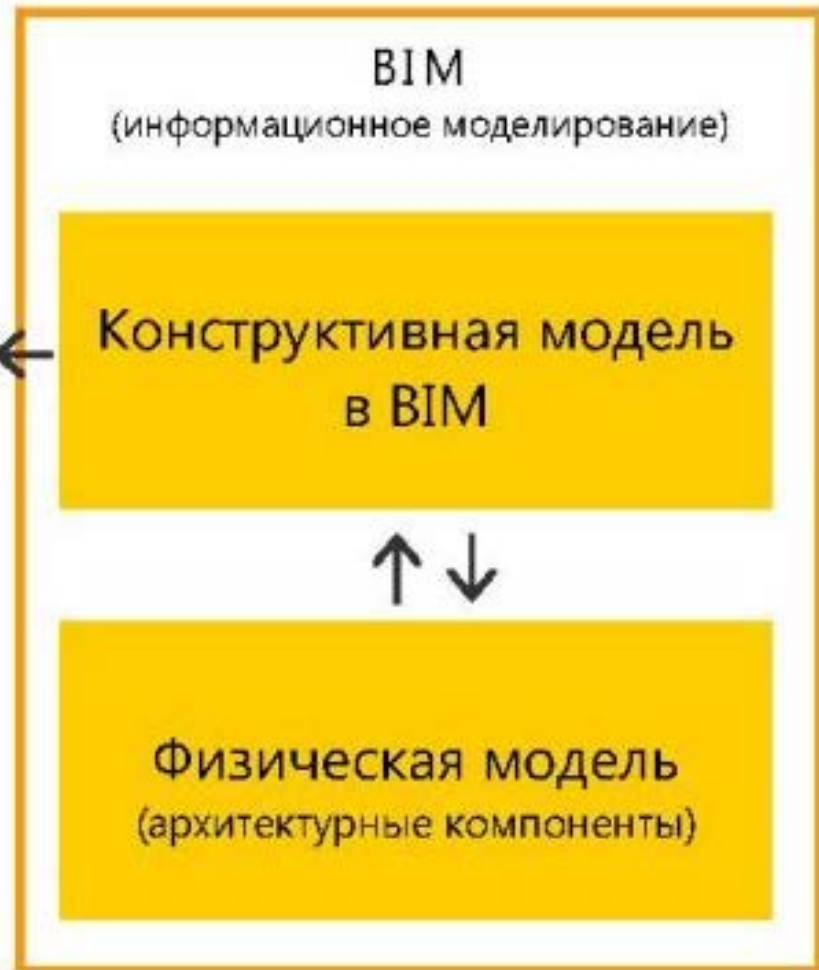 BIM
(информационное моделирование)
Конструктивная модель
в BIM
Физическая модель
(архитектурные компоненты)